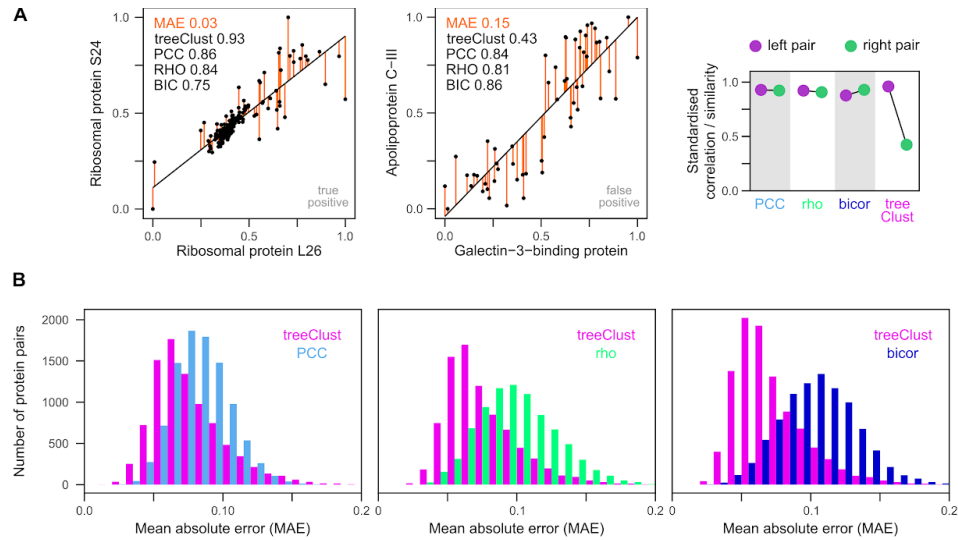 A
Ribosomal protein S24
1.0
0.5
0.0
MAE 0.03
treeClust 0.93
PCC 0.86
RHO 0.84
BIC 0.75
true
positive
0.0
0.5
1.0
Ribosomal protein L26
Apolipoprotein C-III
1.0
0.5
0.0
MAE 0.15
treeClust 0.43
PCC 0.84
RHO 0.81
BIC 0.86
false
positive
0.0
0.5
1.0
Galectin−3−binding protein
left pair
right pair
Standardised
correlation / similarity
1.0
0.5
0.0
PCC
rho
bicor
tree
Clust
B
Number of protein pairs
2000
1500
1000
500
0
treeClust
PCC
0.0
0.10
0.2
Mean absolute error (MAE)
treeClust
rho
0.1
0.2
Mean absolute error (MAE)
treeClust
bicor
0.1
0.2
Mean absolute error (MAE)